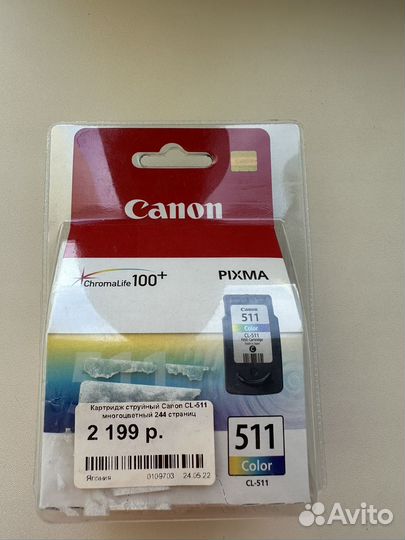 Canon
ChromaLife100+
PIXMA
Canon
511
Color
CL-511
Картридж струйный Canon CL-511
многоцветный 244 страниц
2 199 р.
Япония 0109703 24.05.22
511
Color
CL-511
Avito